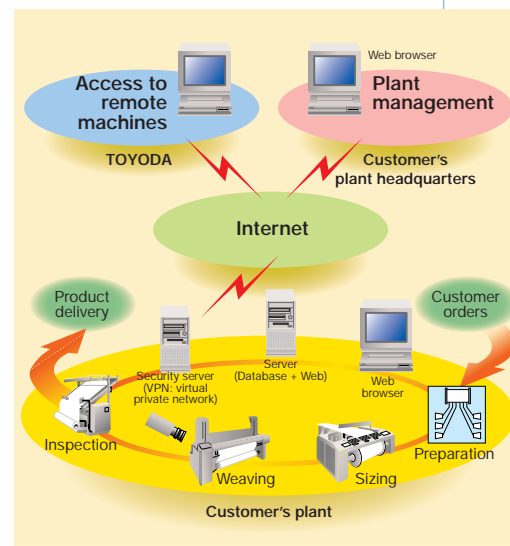 Web browser
Access to
remote
machines
Plant
management
TOYODA
Customer's
plant headquarters
Internet
Product
delivery
Customer
orders
Security server
(VPN: virtual
private network)
Server
(Database + Web)
Web
browser
Inspection
Weaving
Sizing
Preparation
Customer's plant